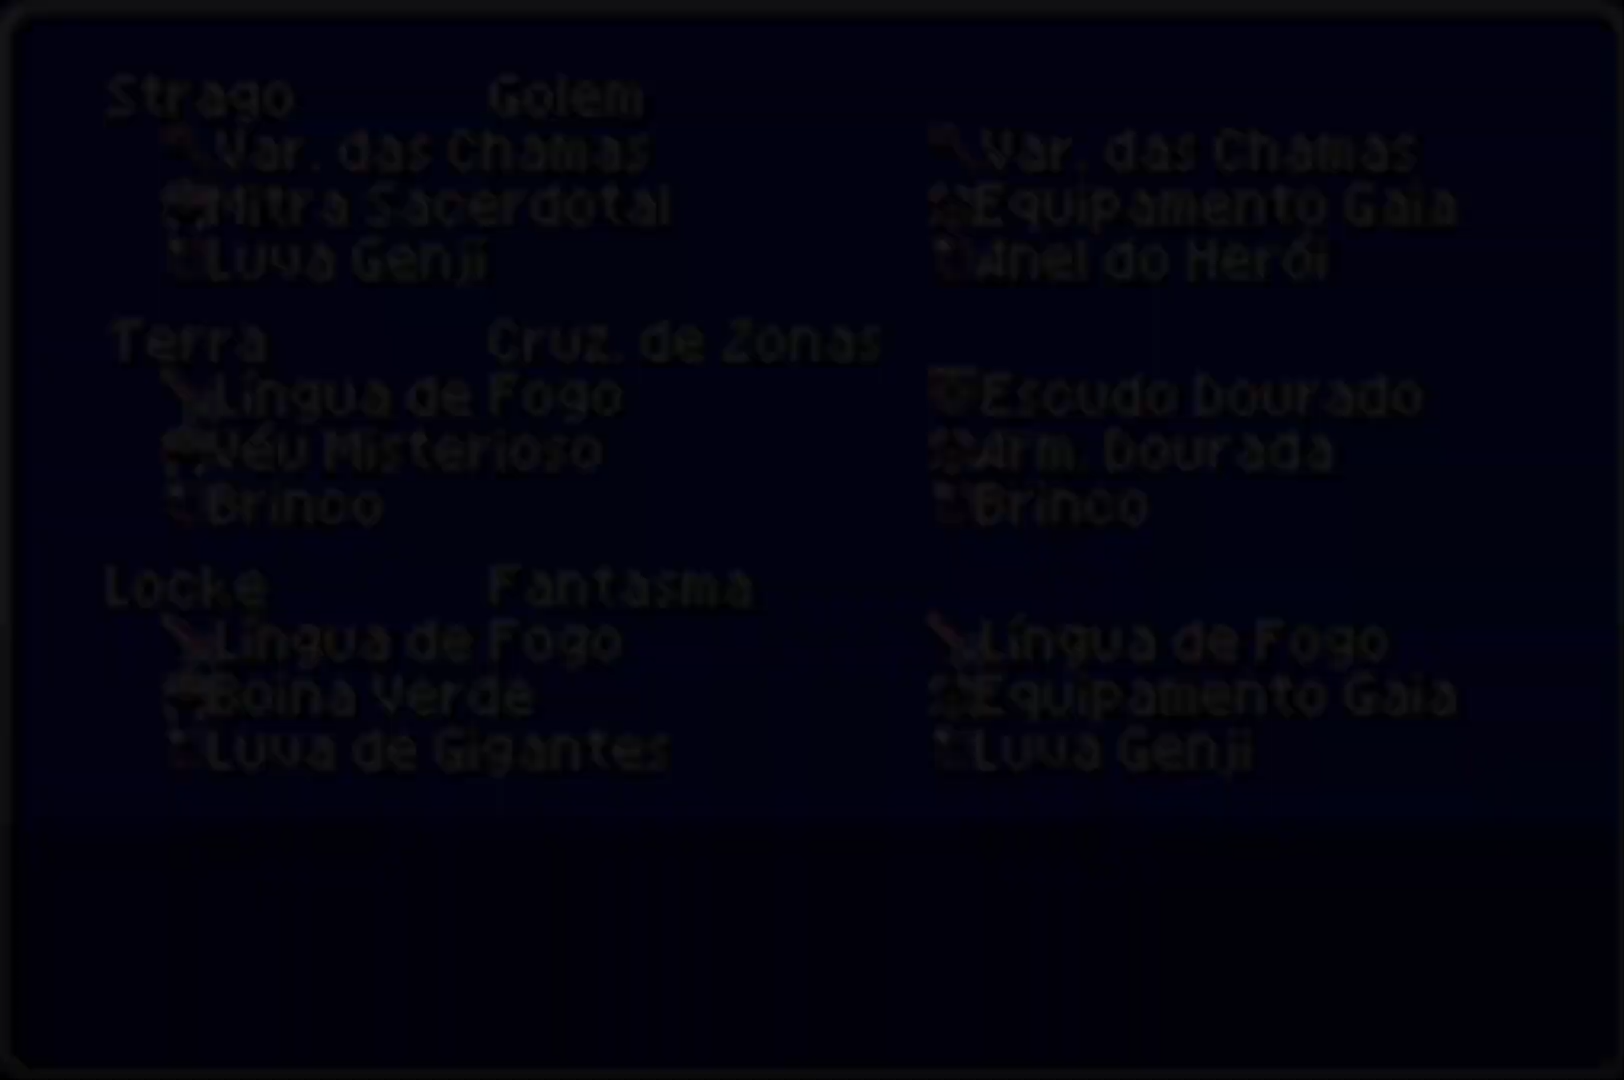 Strago Golem
Var. das Chamas Var. das Chamas
Mitra Sacerdotal Equipamento Gaia
Luva Genji Anel do Herói
Terra Cruz. de Zonas
Língua de Fogo Escudo Dourado
Véu Misterioso Arm. Dourada
Brinco Brinco
Locke Fantasma
Língua de Fogo Língua de Fogo
Boina Verde Equipamento Gaia
Luva de Gigantes Luva Genji